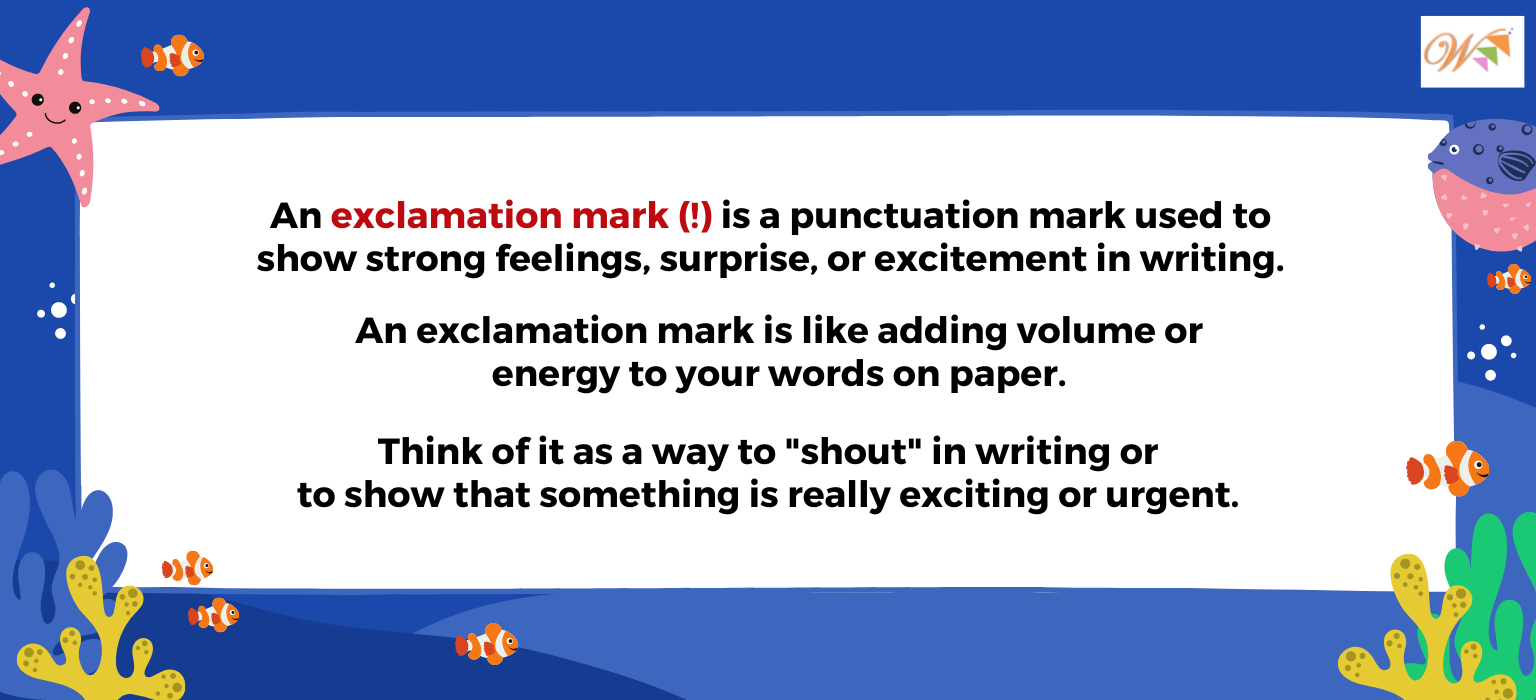 W
An exclamation mark (!) is a punctuation mark used to
show strong feelings, surprise, or excitement in writing.
An exclamation mark is like adding volume or
energy to your words on paper.
Think of it as a way to "shout" in writing or
to show that something is really exciting or urgent.